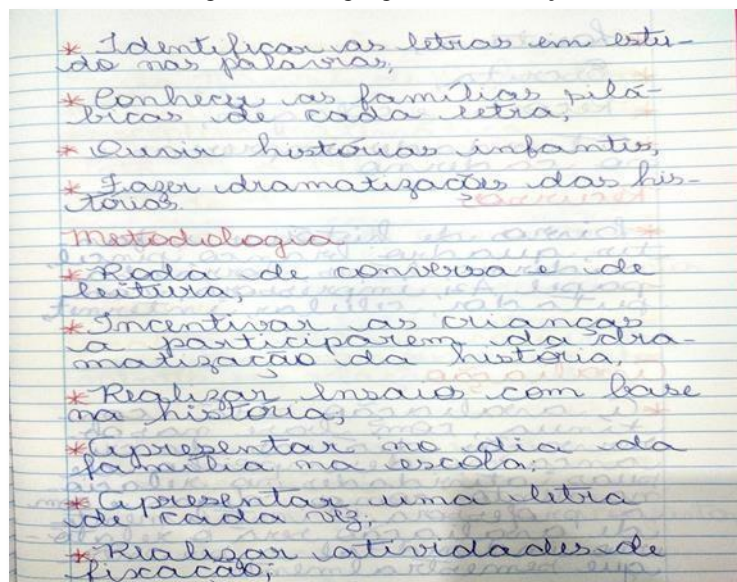 * Identificar as letras em estu-
do nas palavras;
* Conhecer as famílias silá-
bicas de cada letra;
* Ouvir histórias infantis;
* Fazer dramatizações das his-
tórias.
Metodologia
* Roda de conversa e de
leitura;
* Incentivar as crianças
a participarem da dra-
matização da história.
* Realizar ensaios com base
na história;
* Apresentar no dia da
família na escola;
* Apresentar uma letra
de cada vez;
* Realizar atividades de
fixação;